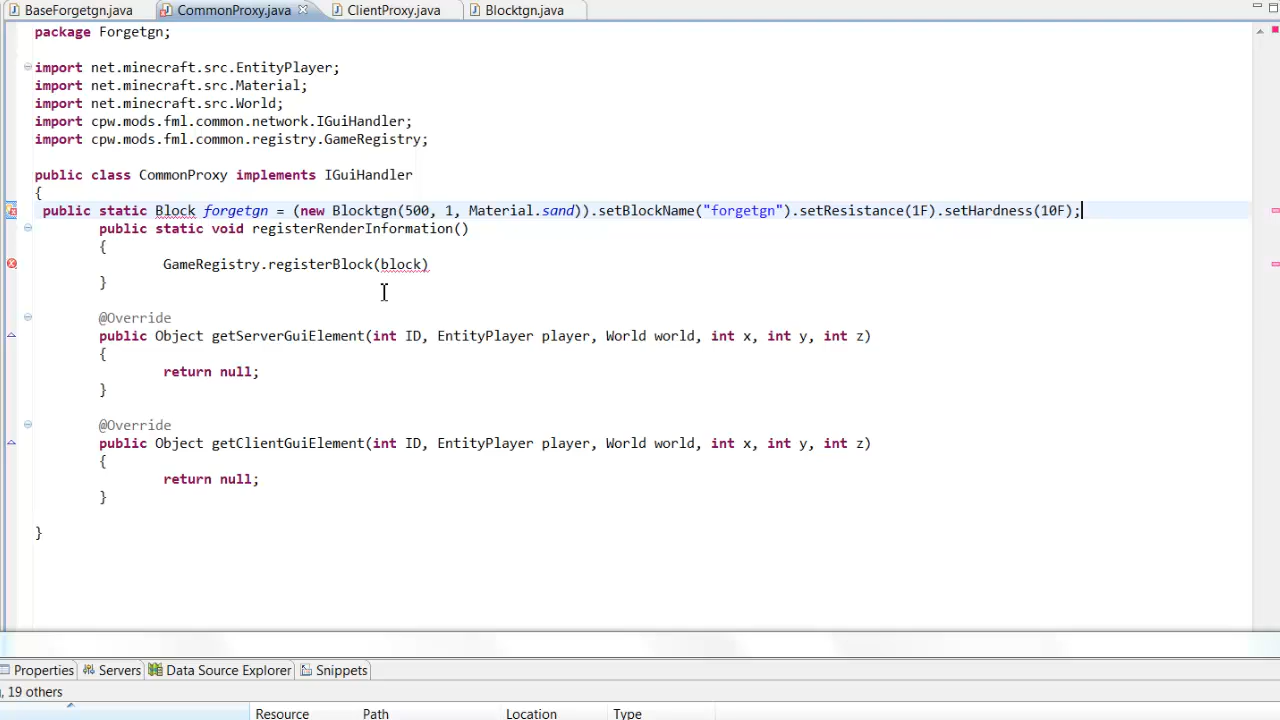 BaseForgetgn.java CommonProxy.java ClientProxy.java Blocktgn.java
package Forgetgn;
import net.minecraft.src.EntityPlayer;
import net.minecraft.src.Material;
import net.minecraft.src.World;
import cpw.mods.fml.common.network.IGuiHandler;
import cpw.mods.fml.common.registry.GameRegistry;
public class CommonProxy implements IGuiHandler
{
public static Block forgetgn = (new Blocktgn(500, 1, Material.sand)).setBlockName("forgetgn").setResistance(1F).setHardness(10F);
public static void registerRenderInformation()
{
GameRegistry.registerBlock(block)
}
@Override
public Object getServerGuiElement(int ID, EntityPlayer player, World world, int x, int y, int z)
{
return null;
}
@Override
public Object getClientGuiElement(int ID, EntityPlayer player, World world, int x, int y, int z)
{
return null;
}
}
Properties Servers Data Source Explorer Snippets
, 19 others
Resource Path Location Type